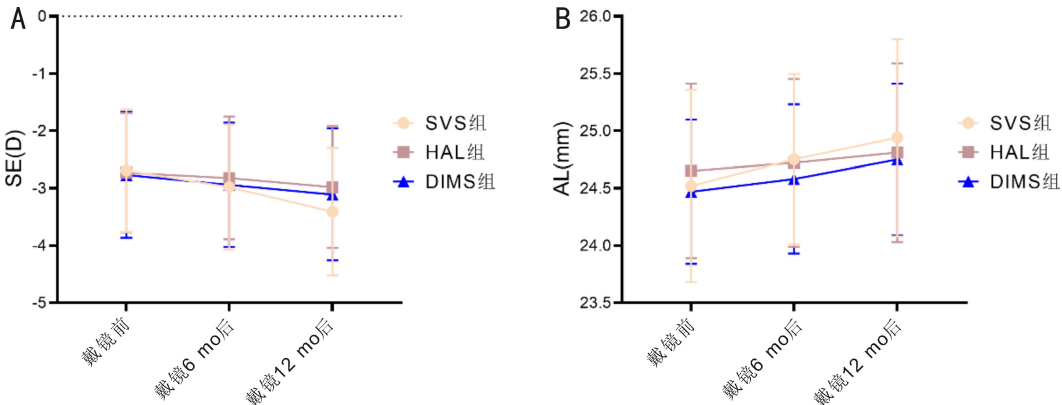 A
0
-1
-2
-3
-4
-5
SE(D)
戴镜前
戴镜6 mo后
戴镜12 mo后
SVS组
HAL组
DIMS组
B
26.0
25.5
25.0
24.5
24.0
23.5
AL(mm)
戴镜前
戴镜6 mo后
戴镜12 mo后
SVS组
HAL组
DIMS组